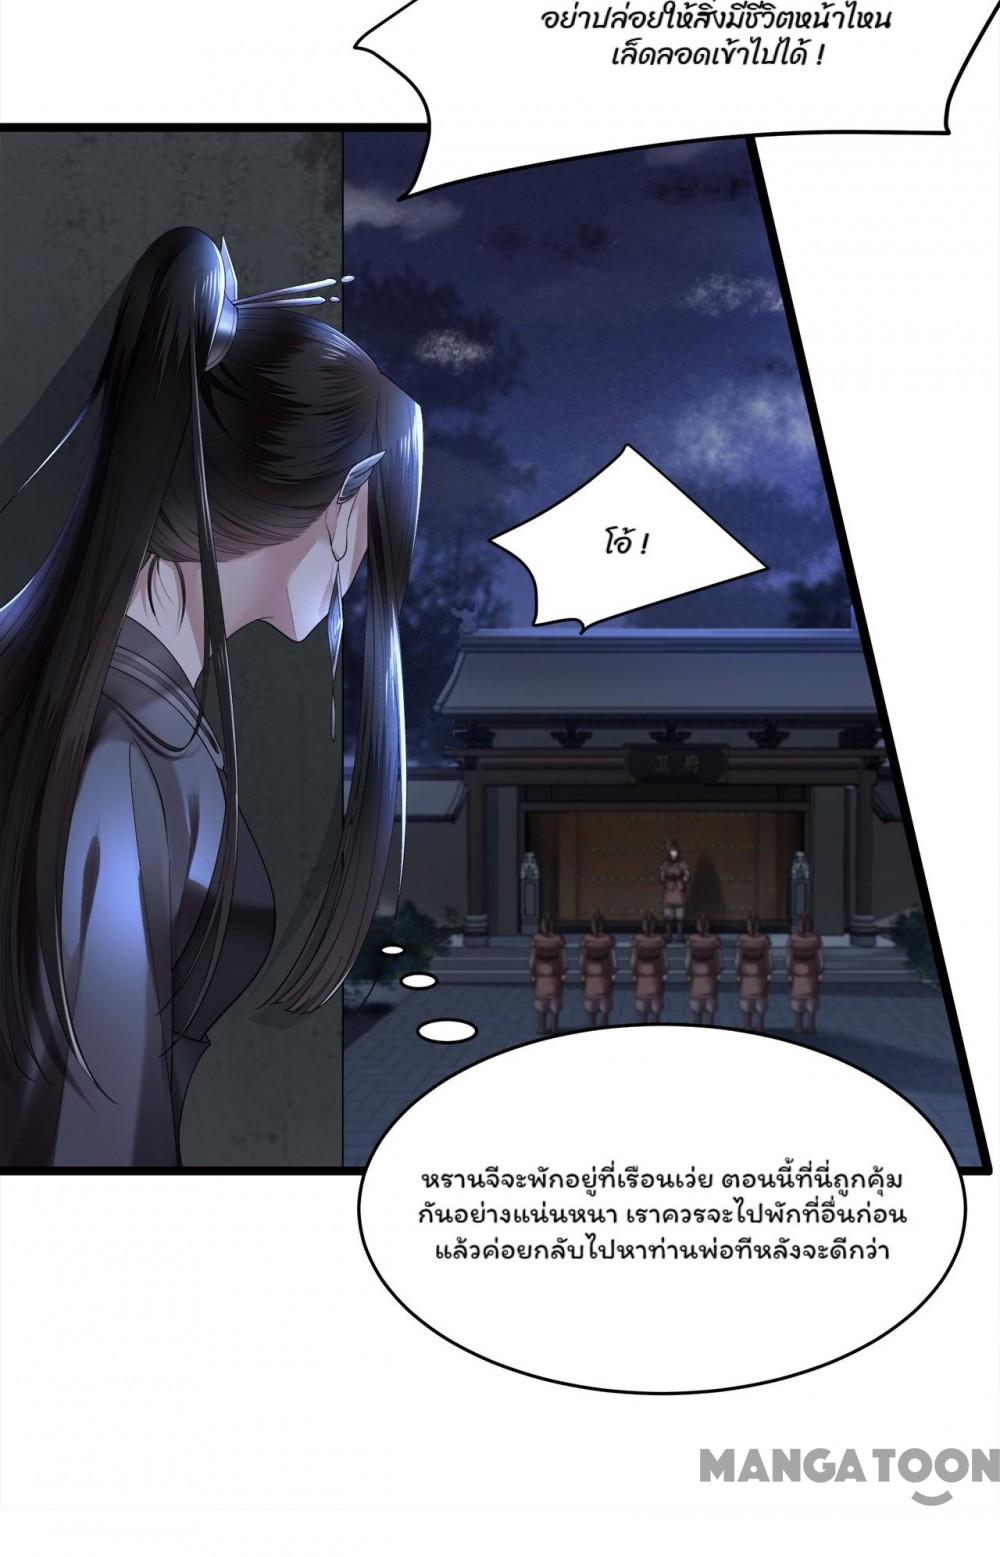 อย่าปล่อยให้สิ่งมีชีวิตหน้าไหน
เล็ดลอดเข้าไปได้ !
โอ้ !
卫府
หรานจีจะพักอยู่ที่เรือนเว่ย ตอนนี้ที่นี่ถูกคุ้ม
กันอย่างแน่นหนา เราควรจะไปพักที่อื่นก่อน
แล้วค่อยกลับไปหาท่านพ่อทีหลังจะดีกว่า
MANGATOON